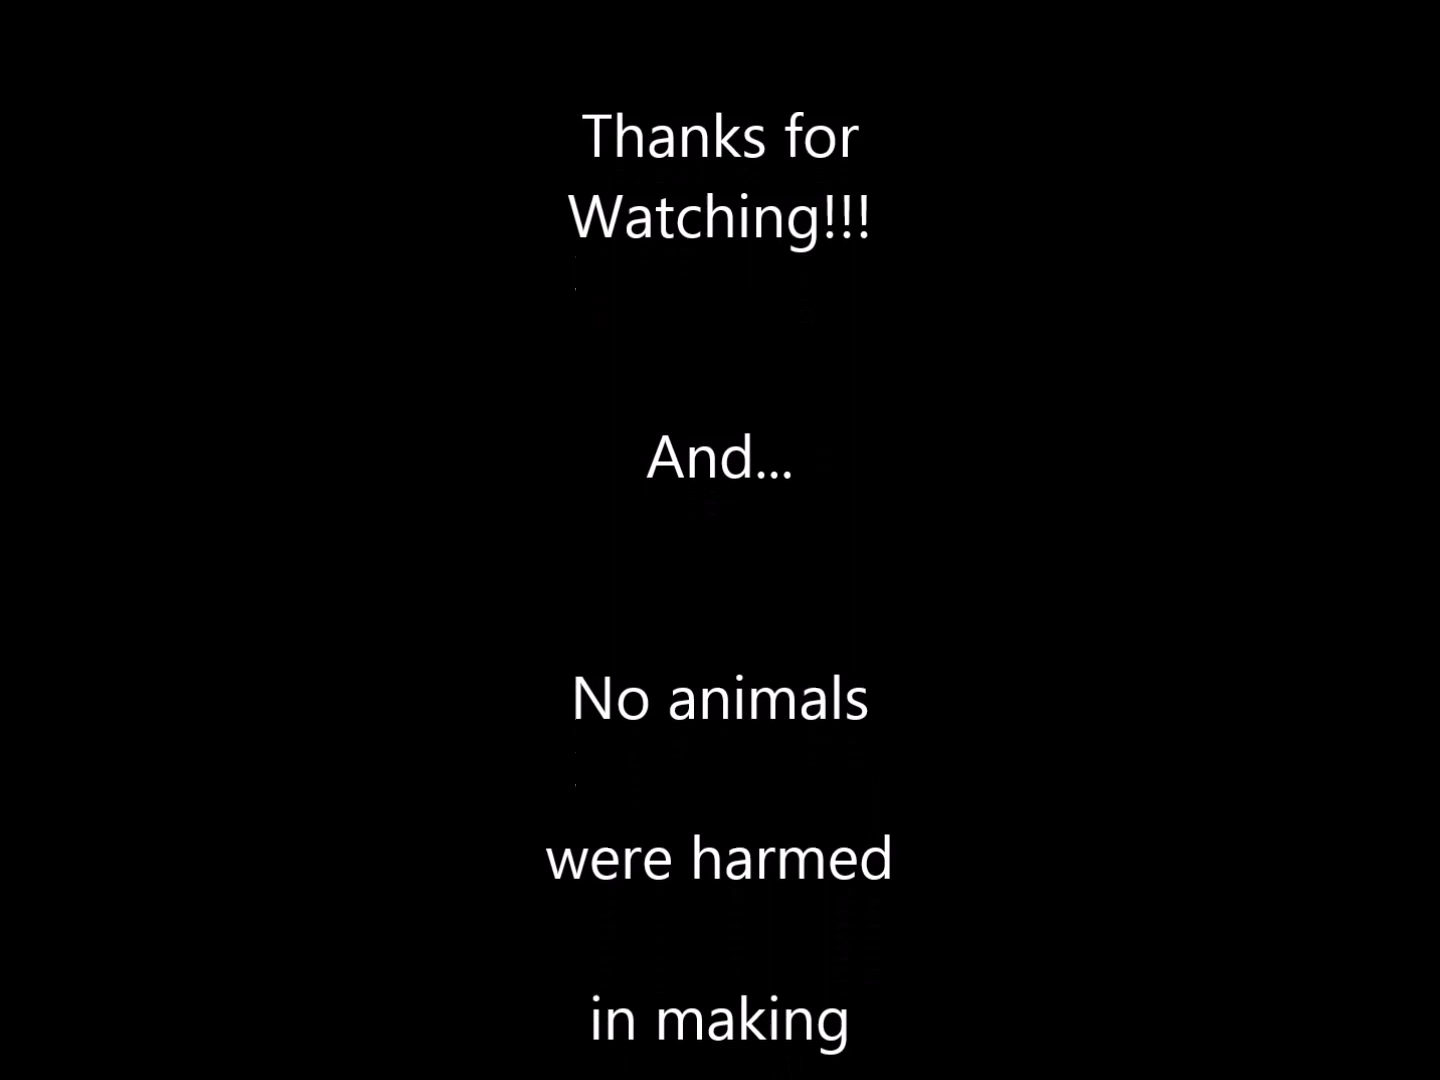 Thanks for
Watching!!!
And...
No animals
were harmed
in making